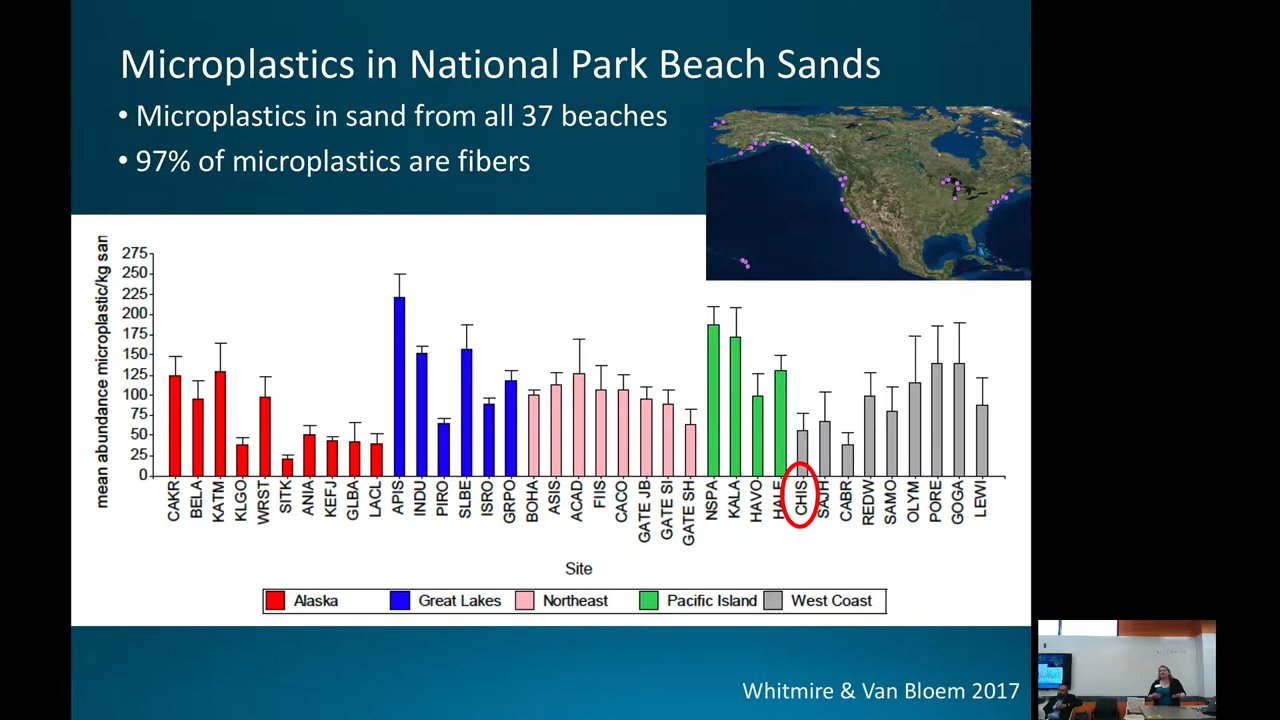 Microplastics in National Park Beach Sands
• Microplastics in sand from all 37 beaches
• 97% of microplastics are fibers
mean abundance microplastic/kg san
275
250
225
200
175
150
125
100
75
50
25
0
CAKR
BELA
KATM
KLGO
WRST
SITK
ANIA
KEFJ
GLBA
LACL
APIS
INDU
PIRO
SLBE
ISRO
GRPO
BOHA
ASIS
ACAD
FIIS
CACO
GATE JB
GATE SI
GATE SH
NSPA
KALA
HAVO
HALE
CHIS
SAJH
CABR
REDW
SAMO
OLYM
PORE
GOGA
LEWI
Site
Alaska Great Lakes Northeast Pacific Island West Coast
Whitmire & Van Bloem 2017